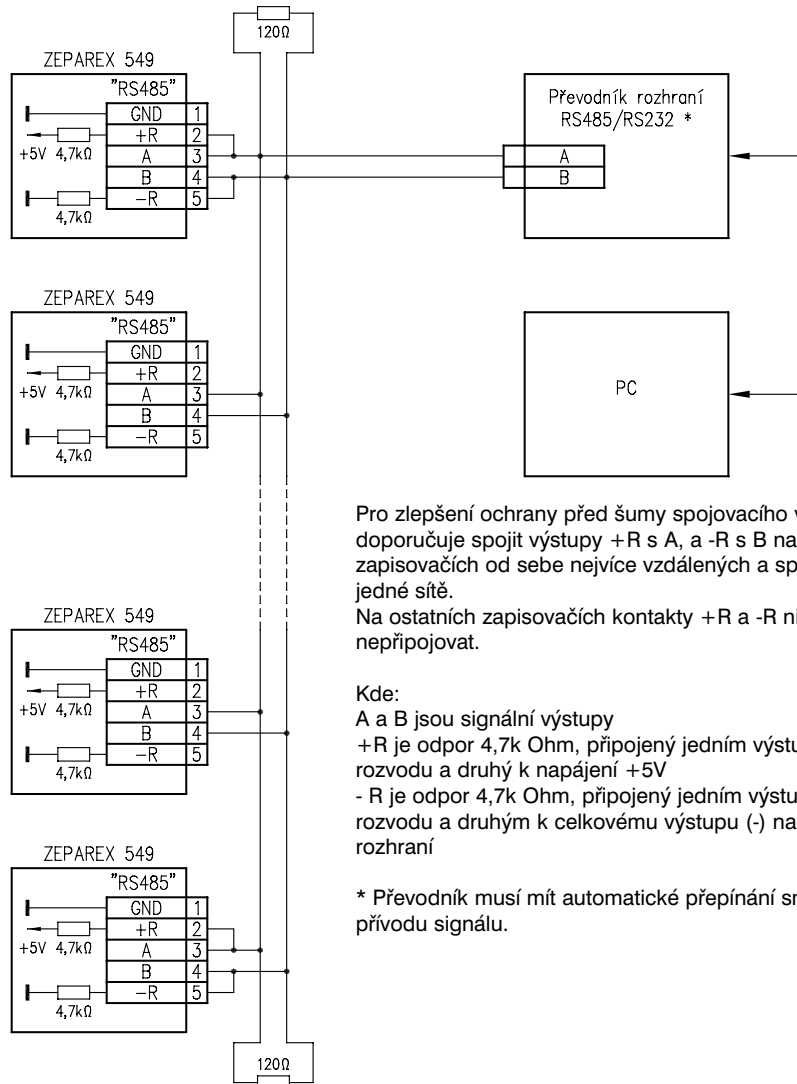 120Ω
ZEPAREX 549
"RS485"
GND 1
+R 2
+5V 4,7kΩ
A 3
B 4
-R 5
4,7kΩ
Převodník rozhraní
RS485/RS232 *
A
B
ZEPAREX 549
"RS485"
GND 1
+R 2
+5V 4,7kΩ
A 3
B 4
-R 5
4,7kΩ
PC
Pro zlepšení ochrany před šumy spojovacího
doporučuje spojit výstupy +R s A, a -R s B na
zapisovačích od sebe nejvíce vzdálených a sp
jedné sítě.
Na ostatních zapisovačích kontakty +R a -R ni
nepřipojovat.
Kde:
A a B jsou signální výstupy
+R je odpor 4,7k Ohm, připojený jedním výstu
rozvodu a druhý k napájení +5V
- R je odpor 4,7k Ohm, připojený jedním výstu
rozvodu a druhým k celkovému výstupu (-) na
rozhraní
* Převodník musí mít automatické přepínání sm
přívodu signálu.
ZEPAREX 549
"RS485"
GND 1
+R 2
+5V 4,7kΩ
A 3
B 4
-R 5
4,7kΩ
ZEPAREX 549
"RS485"
GND 1
+R 2
+5V 4,7kΩ
A 3
B 4
-R 5
4,7kΩ
120Ω